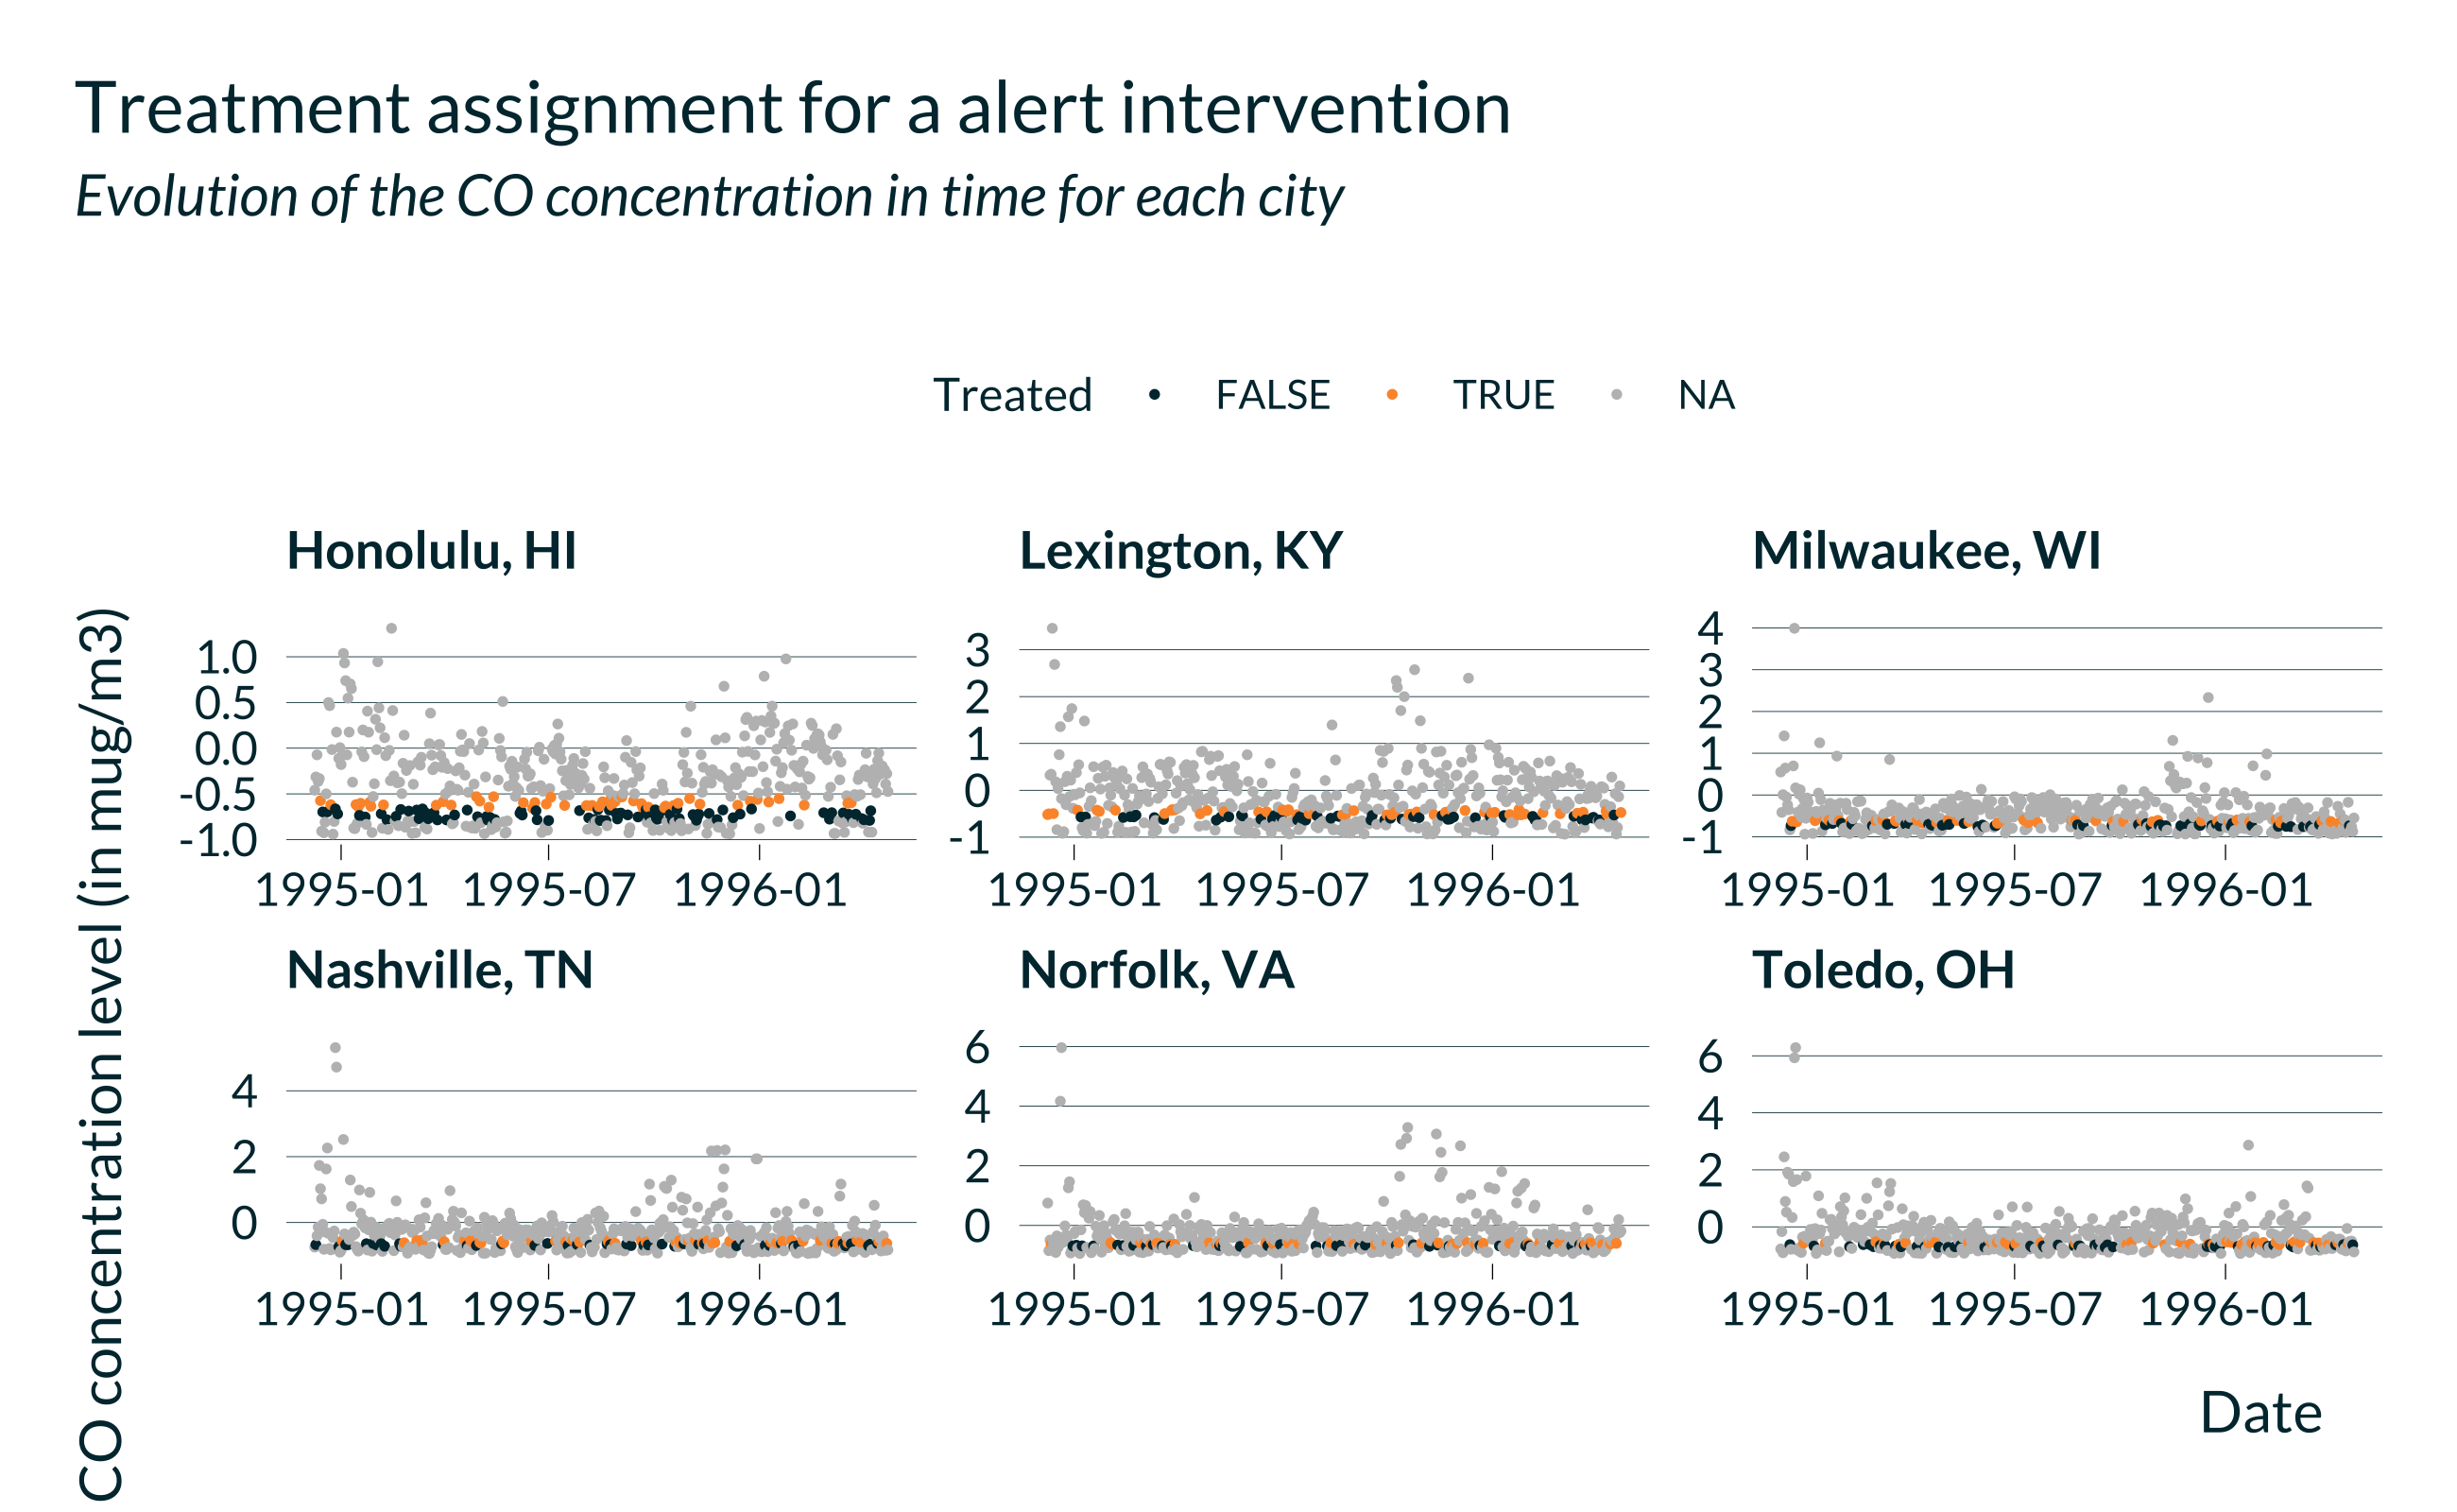 Treatment assignment for a alert intervention
Evolution of the CO concentration in time for each city
Treated FALSE TRUE NA
CO concentration level (in mug/m3)
Honolulu, HI
1.0
0.5
0.0
-0.5
-1.0
1995-01 1995-07 1996-01
Lexington, KY
3
2
1
0
-1
1995-01 1995-07 1996-01
Milwaukee, WI
4
3
2
1
0
-1
1995-01 1995-07 1996-01
Nashville, TN
4
2
0
1995-01 1995-07 1996-01
Norfolk, VA
6
4
2
0
1995-01 1995-07 1996-01
Toledo, OH
6
4
2
0
1995-01 1995-07 1996-01
Date